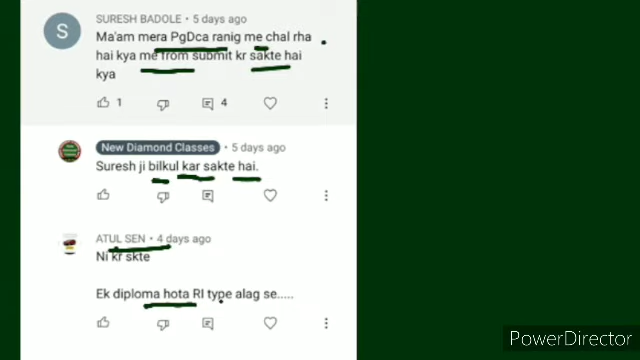 S
SURESH BADOLE • 5 days ago
Ma'am mera PgDca ranig me chal rha
hai kya me from submit kr sakte hai
kya
1
4
New Diamond Classes • 5 days ago
Suresh ji bilkul kar sakte hai.
ATUL SEN • 4 days ago
Ni kr skte
Ek diploma hota RI type alag se.....
PowerDirector